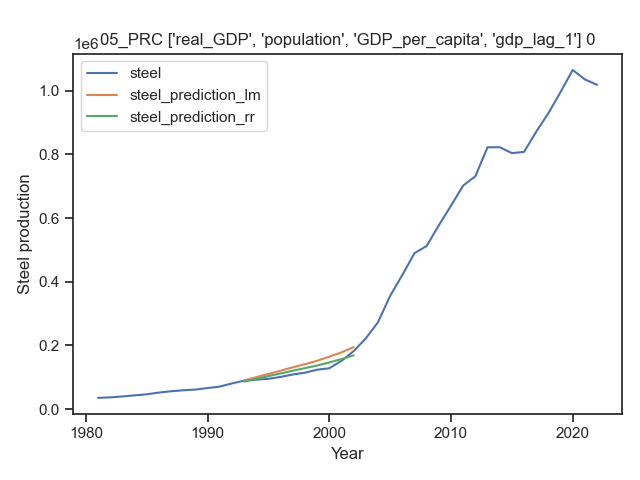 1e6
05_PRC ['real_GDP', 'population', 'GDP_per_capita', 'gdp_lag_1'] 0
steel
steel_prediction_lm
steel_prediction_rr
Steel production
1.0
0.8
0.6
0.4
0.2
0.0
1980
1990
2000
2010
2020
Year